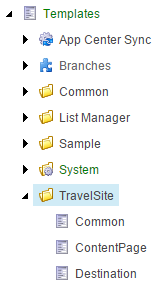 Templates
App Center Sync
Branches
Common
List Manager
Sample
System
TravelSite
Common
ContentPage
Destination